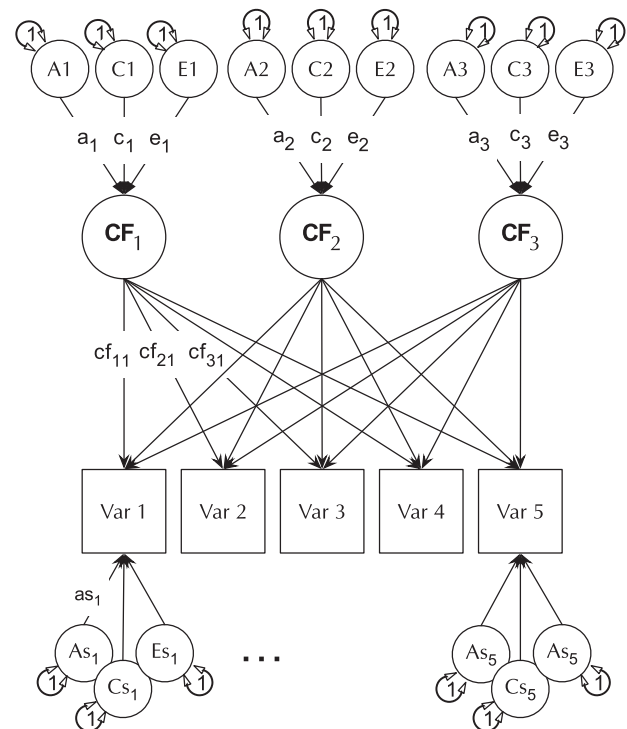 1 1 1 1 1 1 1 1 1
A1 C1 E1 A2 C2 E2 A3 C3 E3
a1 c1 e1 a2 c2 e2 a3 c3 e3
CF1 CF2 CF3
cf11 cf21 cf31
Var 1 Var 2 Var 3 Var 4 Var 5
as1
As1 Es1 ... As5 As5
Cs1 Cs5
1 1 1 1
1 1